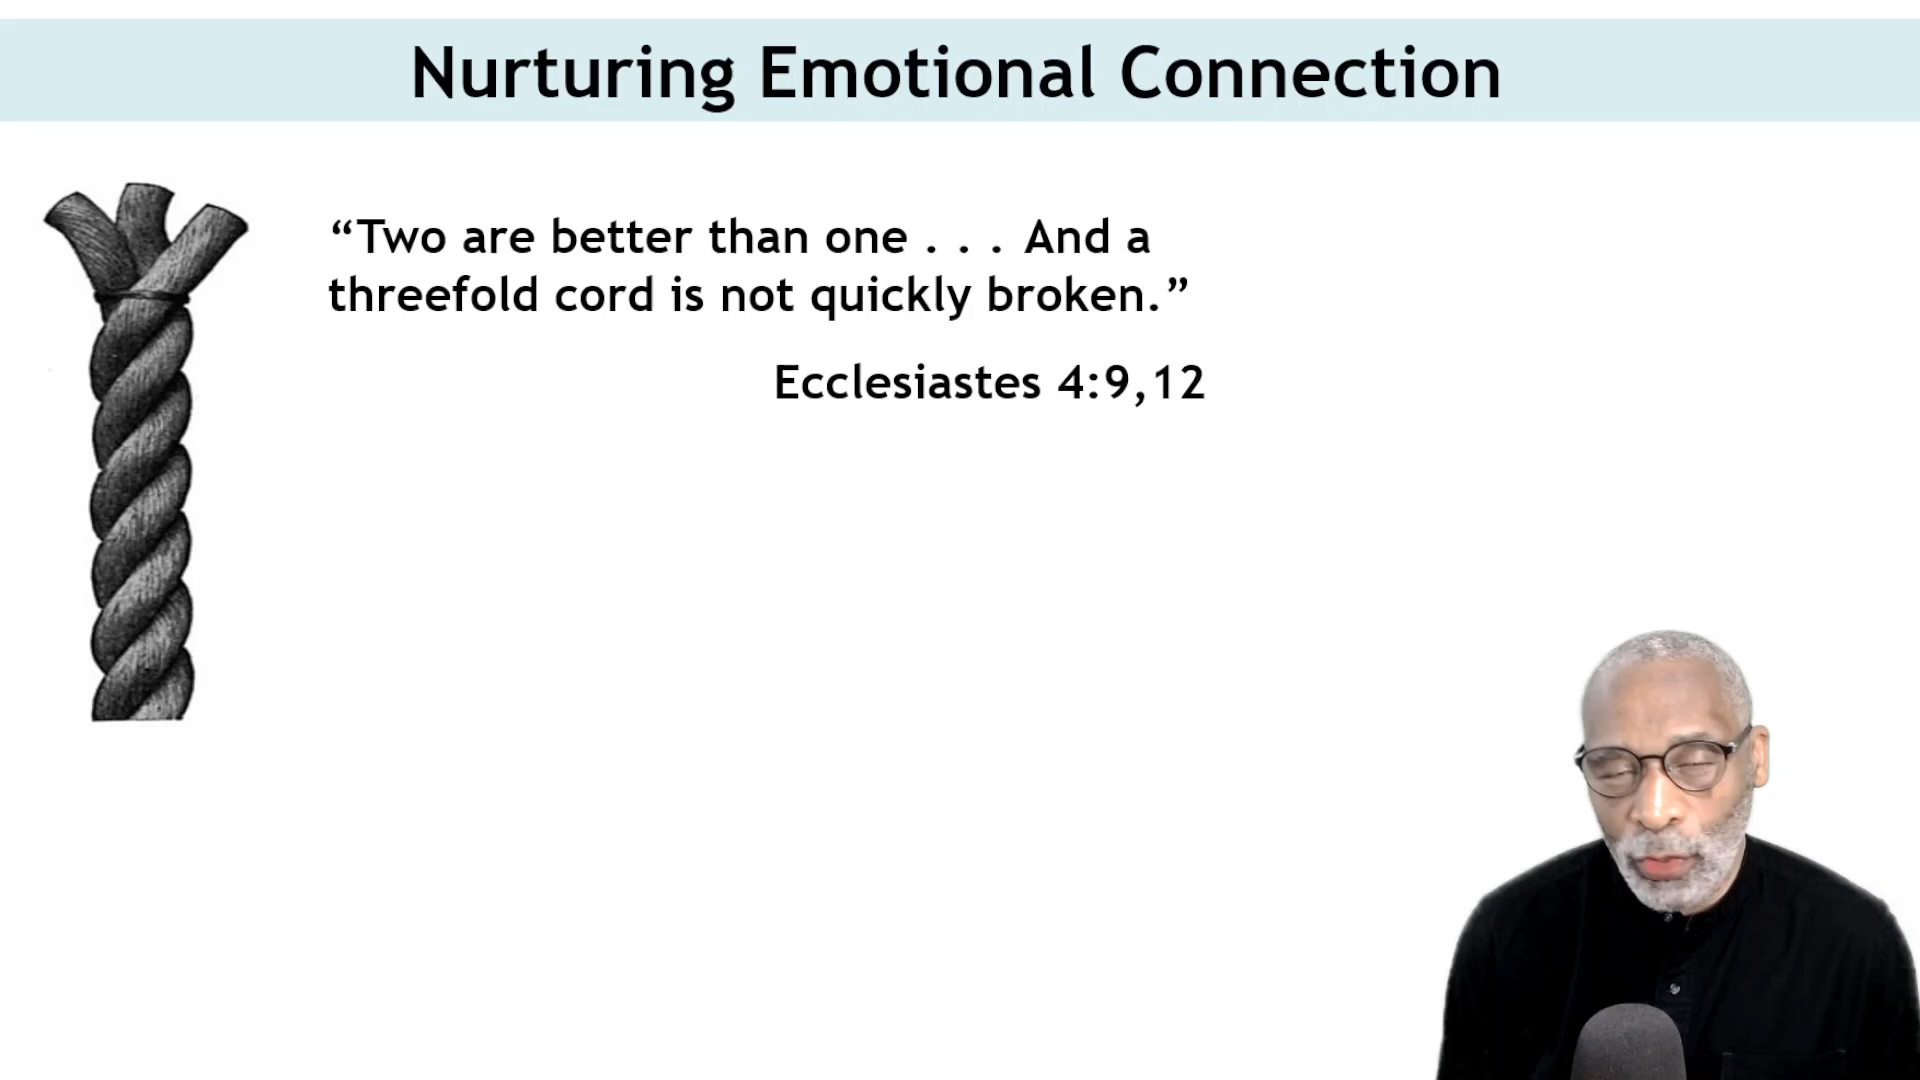 Nurturing Emotional Connection
“Two are better than one . . . And a
threefold cord is not quickly broken.”
Ecclesiastes 4:9,12